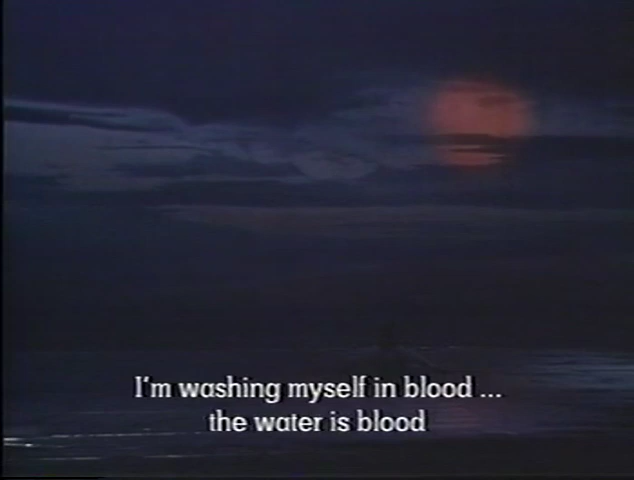 I'm washing myself in blood ...
the water is blood